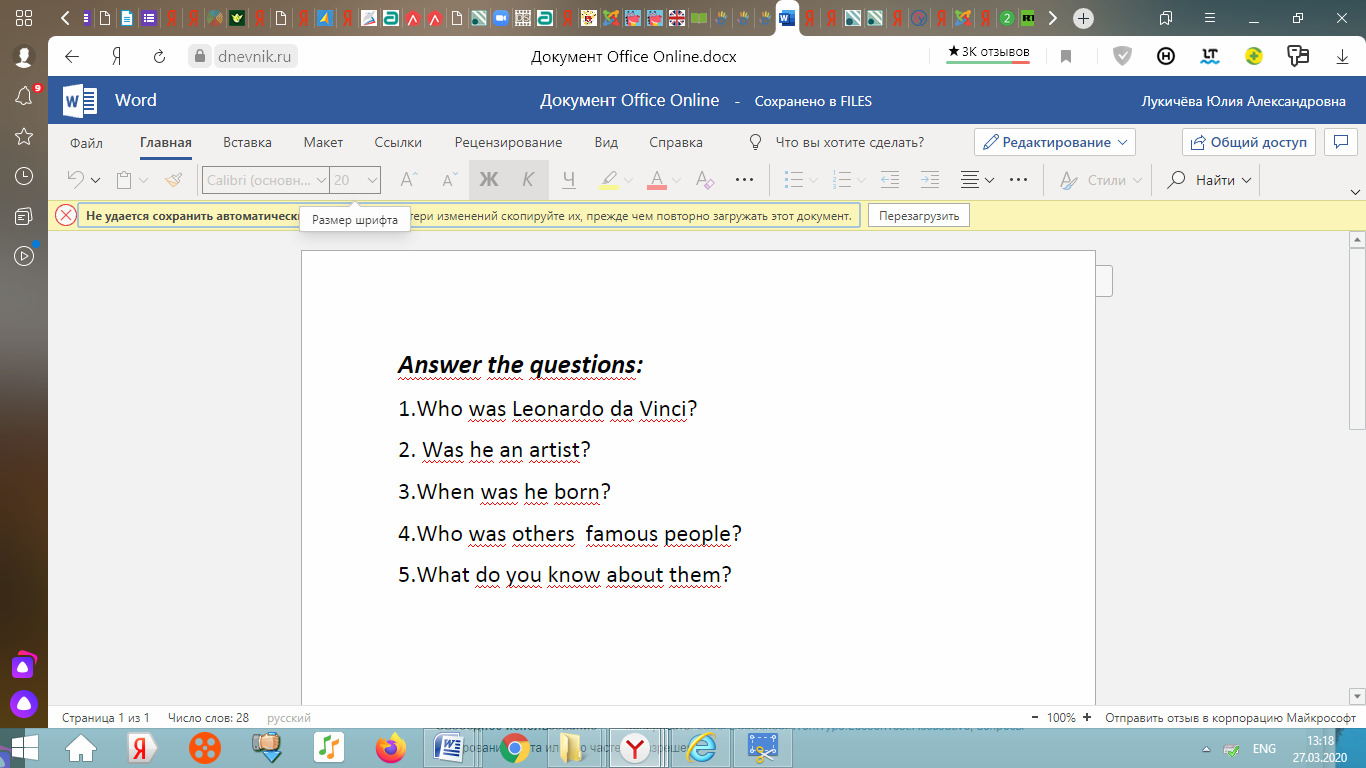 dnevnik.ru
Документ Office Online.docx
★3K отзывов
9
2
RT
Word
Документ Office Online - Сохранено в FILES
Лукичёва Юлия Александровна
Файл Главная Вставка Макет Ссылки Рецензирование Вид Справка Что вы хотите сделать? Редактирование Общий доступ
Calibri (основн... 20 Ж К Ч Стили Найти
Не удается сохранить автоматически изменений скопируйте их, прежде чем повторно загружать этот документ. Перезагрузить
Размер шрифта
Answer the questions:
1.Who was Leonardo da Vinci?
2. Was he an artist?
3.When was he born?
4.Who was others famous people?
5.What do you know about them?
Страница 1 из 1 Число слов: 28 русский
100% Отправить отзыв в корпорацию Майкрософт
ENG
13:18
27.03.2020